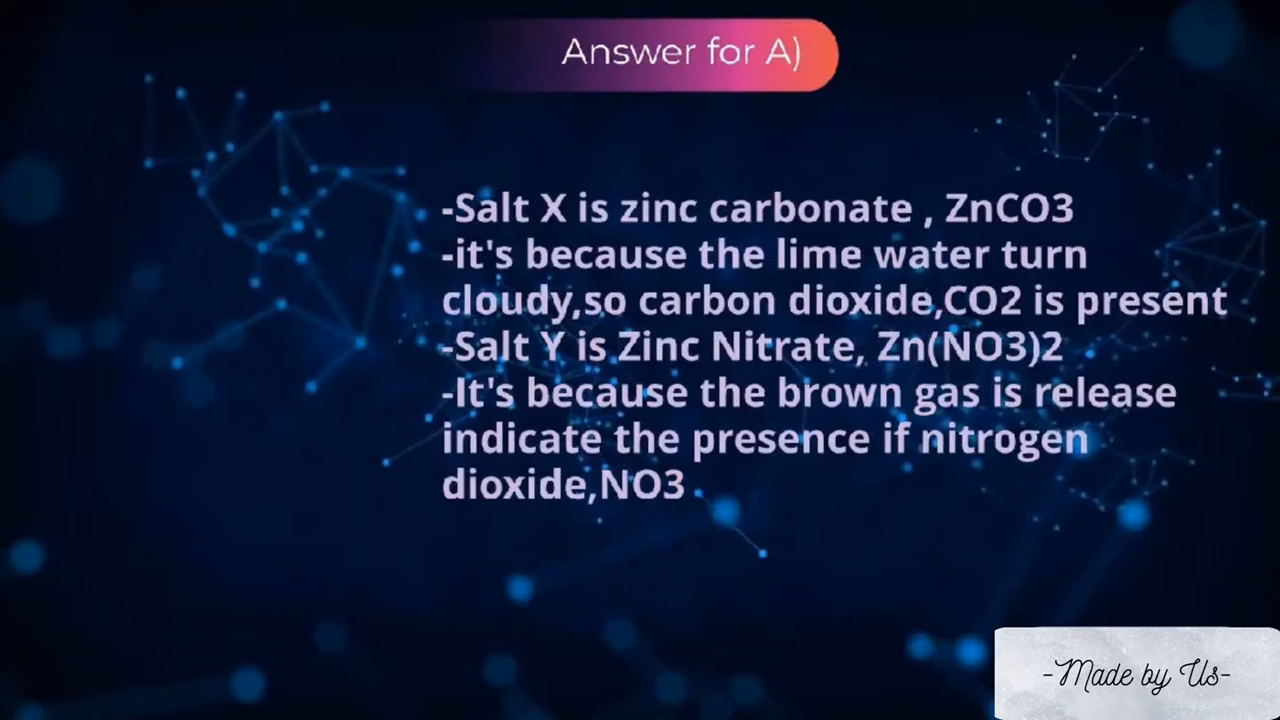 Answer for A)
-Salt X is zinc carbonate , ZnCO3
-it's because the lime water turn
cloudy,so carbon dioxide,CO2 is present
-Salt Y is Zinc Nitrate, Zn(NO3)2
-It's because the brown gas is release
indicate the presence if nitrogen
dioxide,NO3
-Made by Us-